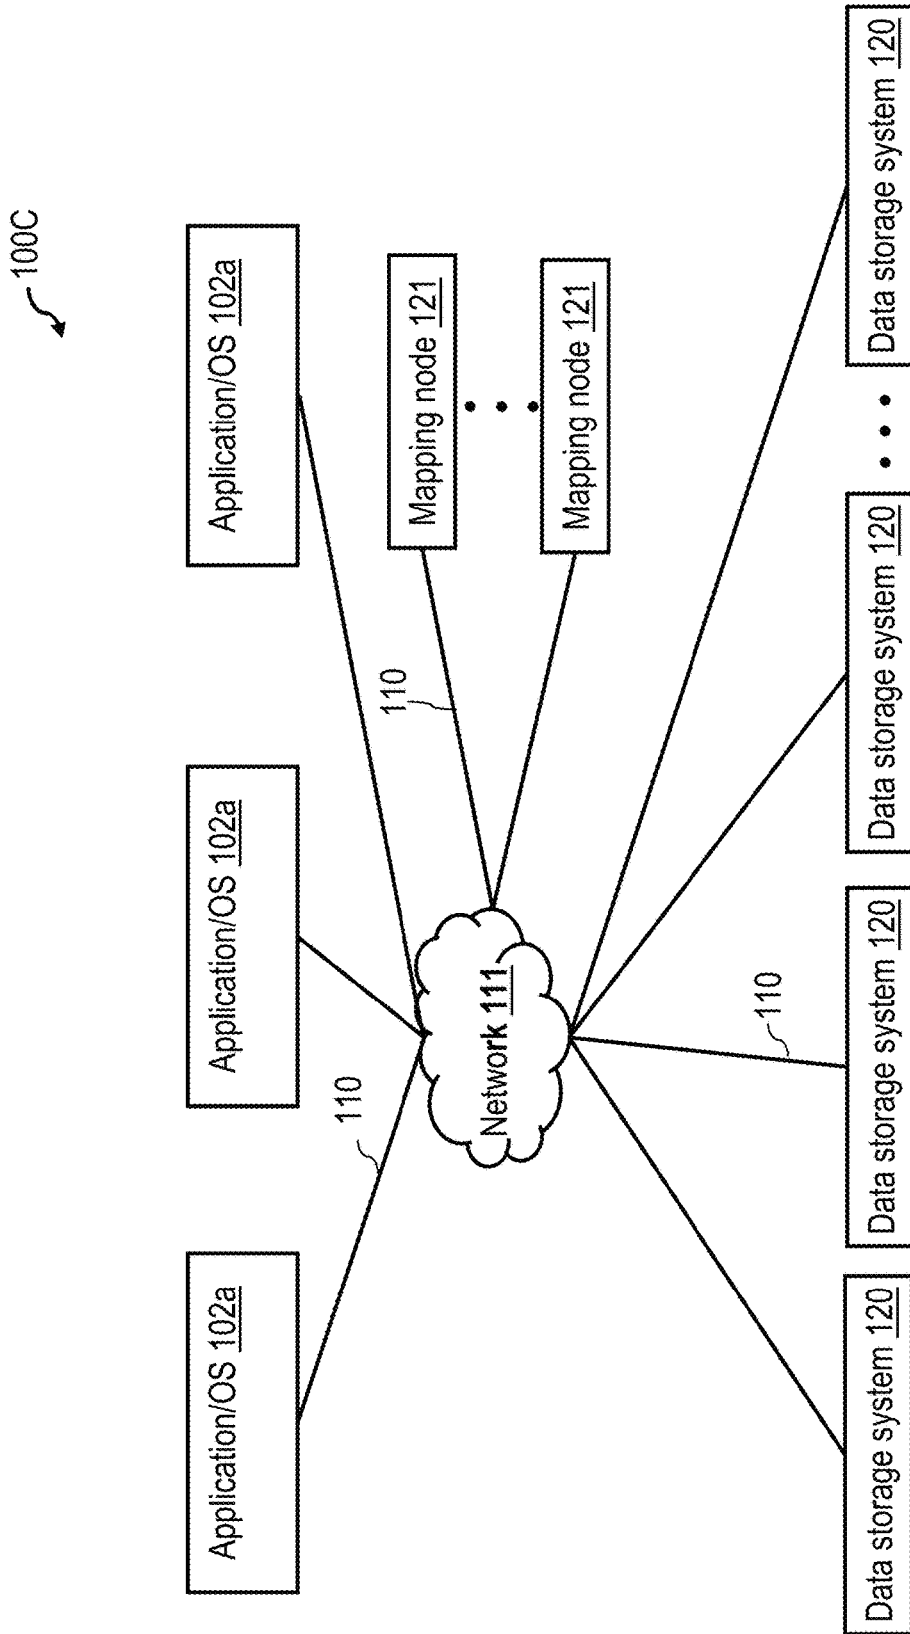 100C
Application/OS 102a
Application/OS 102a
Application/OS 102a
110
110
Mapping node 121
Mapping node 121
Network 111
110
Data storage system 120
Data storage system 120
Data storage system 120
Data storage system 120